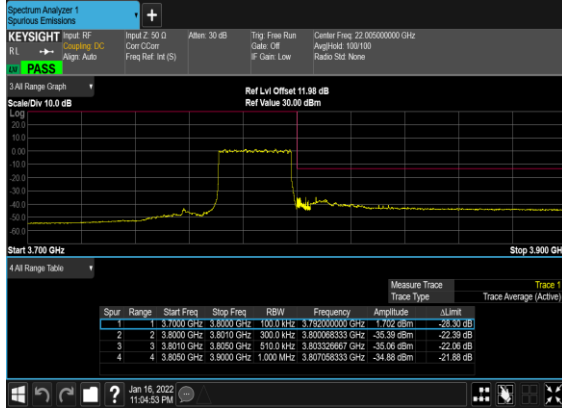 Spectrum Analyzer 1
Spurious Emissions
KEYSIGHT Input: RF Input Z: 50 Ω Atten: 30 dB Trig: Free Run Center Freq: 22.005000000 GHz
RL Coupling: DC Corr CCorr Gate: Off Avg|Hold: 100/100
Align: Auto Freq Ref: Int (S) IF Gain: Low Radio Std: None
PASS
3 All Range Graph
Ref Lvl Offset 11.98 dB
Scale/Div 10.0 dB Ref Value 30.00 dBm
Log
20.0
10.0
0.00
-10.0
-20.0
-30.0
-40.0
-50.0
-60.0
Start 3.700 GHz Stop 3.900 GHz
4 All Range Table
Measure Trace Trace 1
Trace Type Trace Average (Active)
Spur Range Start Freq Stop Freq RBW Frequency Amplitude ΔLimit
1 1 3.7000 GHz 3.8000 GHz 100.0 kHz 3.792000000 GHz 1.702 dBm -28.30 dB
2 2 3.8000 GHz 3.8010 GHz 300.0 kHz 3.800068333 GHz -35.39 dBm -22.39 dB
3 3 3.8010 GHz 3.8050 GHz 510.0 kHz 3.803326667 GHz -35.06 dBm -22.06 dB
4 4 3.8050 GHz 3.9000 GHz 1.000 MHz 3.807058333 GHz -34.88 dBm -21.88 dB
?
Jan 16, 2022
11:04:53 PM